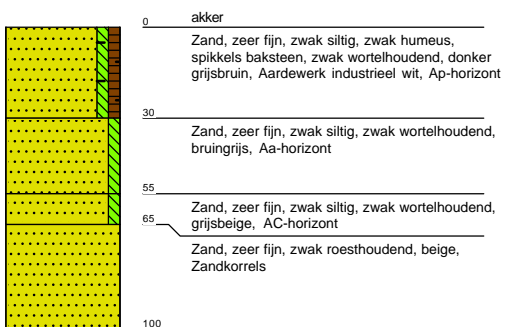 0 akker
Zand, zeer fijn, zwak siltig, zwak humeus,
spikkels baksteen, zwak wortelhoudend, donker
grijsbruin, Aardewerk industrieel wit, Ap-horizont
30
Zand, zeer fijn, zwak siltig, zwak wortelhoudend,
bruingrijs, Aa-horizont
55
Zand, zeer fijn, zwak siltig, zwak wortelhoudend,
grijsbeige, AC-horizont
65
Zand, zeer fijn, zwak roesthoudend, beige,
Zandkorrels
100